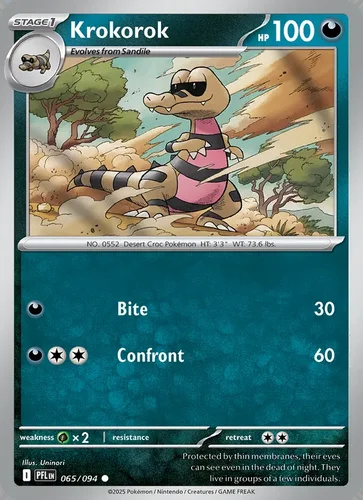 STAGE1
Krokorok
HP 100
Evolves from Sandile
NO. 0552 Desert Croc Pokémon HT: 3'3" WT: 73.6 lbs.
Bite 30
Confront 60
weakness ×2 resistance retreat
Illus. Uninori
I PFL EN 065/094
Protected by thin membranes, their eyes
can see even in the dead of night. They
live in groups of a few individuals.
©2025 Pokémon / Nintendo / Creatures / GAME FREAK